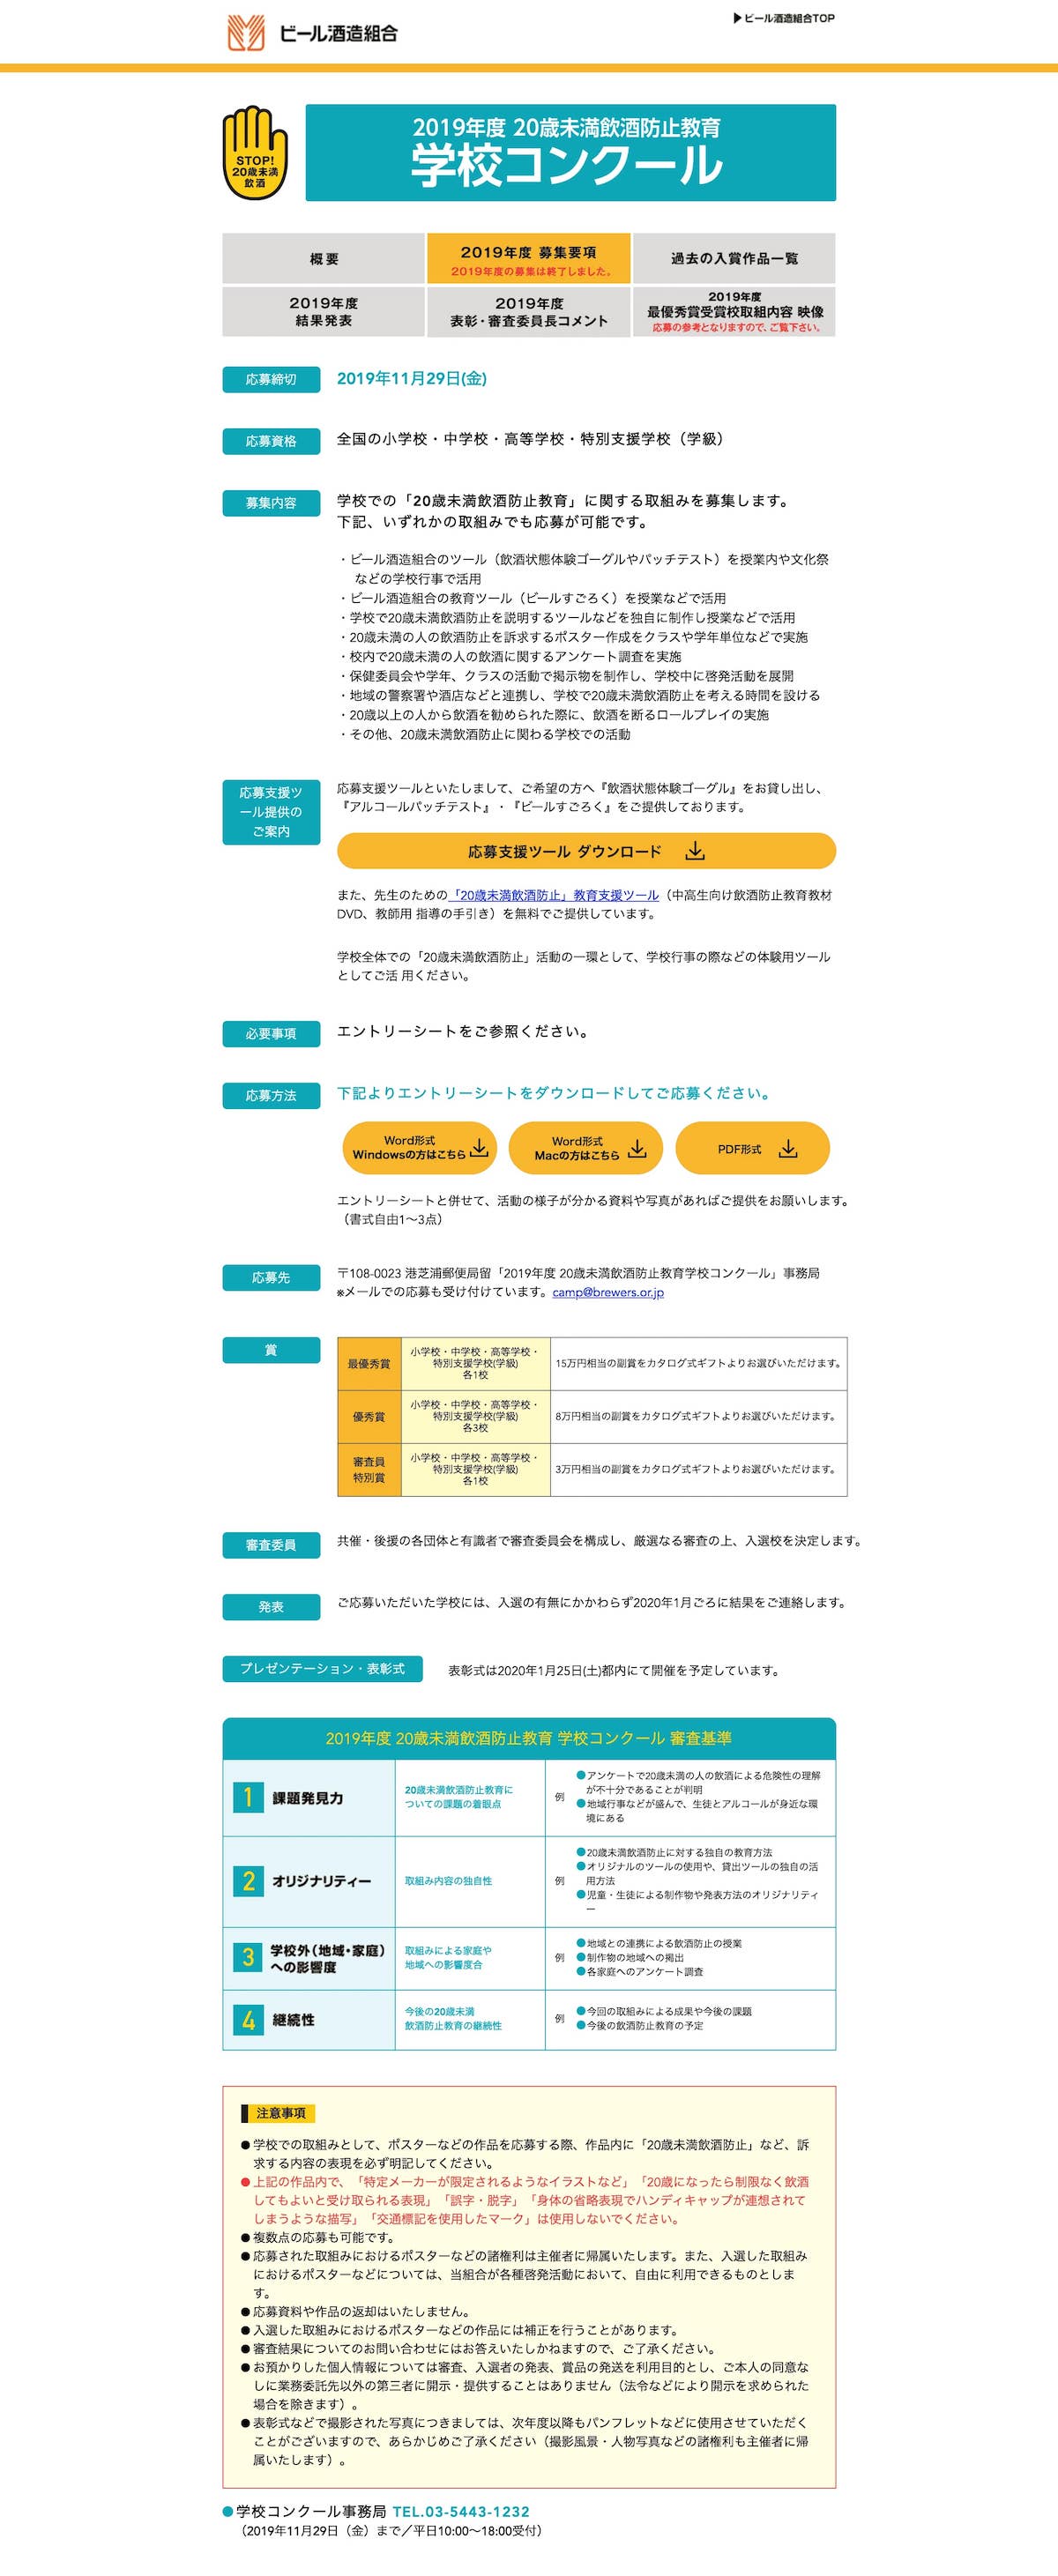 ビール酒造組合
▶ビール酒造組合TOP
STOP!
20歳未満
飲酒
2019年度 20歳未満飲酒防止教育
学校コンクール
概要
2019年度 募集要項
2019年度の募集は終了しました。
過去の入賞作品一覧
2019年度
結果発表
2019年度
表彰・審査委員長コメント
2019年度
最優秀賞受賞校取組内容 映像
応募の参考となりますので、ご覧下さい。
応募締切
2019年11月29日(金)
応募資格
全国の小学校・中学校・高等学校・特別支援学校（学級）
募集内容
学校での「20歳未満飲酒防止教育」に関する取組みを募集します。
下記、いずれかの取組みでも応募が可能です。
・ビール酒造組合のツール（飲酒状態体験ゴーグルやパッチテスト）を授業内や文化祭
などの学校行事で活用
・ビール酒造組合の教育ツール（ビールすごろく）を授業などで活用
・学校で20歳未満飲酒防止を説明するツールなどを独自に制作し授業などで活用
・20歳未満の人の飲酒防止を訴求するポスター作成をクラスや学年単位などで実施
・校内で20歳未満の人の飲酒に関するアンケート調査を実施
・保健委員会や学年、クラスの活動で掲示物を制作し、学校中に啓発活動を展開
・地域の警察署や酒店などと連携し、学校で20歳未満飲酒防止を考える時間を設ける
・20歳以上の人から飲酒を勧められた際に、飲酒を断るロールプレイの実施
・その他、20歳未満飲酒防止に関わる学校での活動
応募支援ツ
ール提供の
ご案内
応募支援ツールといたしまして、ご希望の方へ『飲酒状態体験ゴーグル』をお貸し出し、
『アルコールパッチテスト』・『ビールすごろく』をご提供しております。
応募支援ツール ダウンロード
また、先生のための「20歳未満飲酒防止」教育支援ツール（中高生向け飲酒防止教育教材
DVD、教師用 指導の手引き）を無料でご提供しています。
学校全体での「20歳未満飲酒防止」活動の一環として、学校行事の際などの体験用ツール
としてご活 用ください。
必要事項
エントリーシートをご参照ください。
応募方法
下記よりエントリーシートをダウンロードしてご応募ください。
Word形式
Windowsの方はこちら
Word形式
Macの方はこちら
PDF形式
エントリーシートと併せて、活動の様子が分かる資料や写真があればご提供をお願いします。
（書式自由1〜3点）
応募先
〒108-0023 港芝浦郵便局留「2019年度 20歳未満飲酒防止教育学校コンクール」事務局
※メールでの応募も受け付けています。camp@brewers.or.jp
賞
最優秀賞
小学校・中学校・高等学校・
特別支援学校(学級)
各1校
15万円相当の副賞をカタログ式ギフトよりお選びいただけます。
優秀賞
小学校・中学校・高等学校・
特別支援学校(学級)
各3校
8万円相当の副賞をカタログ式ギフトよりお選びいただけます。
審査員
特別賞
小学校・中学校・高等学校・
特別支援学校(学級)
各1校
3万円相当の副賞をカタログ式ギフトよりお選びいただけます。
審査委員
共催・後援の各団体と有識者で審査委員会を構成し、厳選なる審査の上、入選校を決定します。
発表
ご応募いただいた学校には、入選の有無にかかわらず2020年1月ごろに結果をご連絡します。
プレゼンテーション・表彰式
表彰式は2020年1月25日(土)都内にて開催を予定しています。
2019年度 20歳未満飲酒防止教育 学校コンクール 審査基準
1 課題発見力
20歳未満飲酒防止教育に
ついての課題の着眼点
例
●アンケートで20歳未満の人の飲酒による危険性の理解
が不十分であることが判明
●地域行事などが盛んで、生徒とアルコールが身近な環
境にある
2 オリジナリティー
取組み内容の独自性
例
●20歳未満飲酒防止に対する独自の教育方法
●オリジナルのツールの使用や、貸出ツールの独自の活
用方法
●児童・生徒による制作物や発表方法のオリジナリティ
ー
3 学校外（地域・家庭）
への影響度
取組みによる家庭や
地域への影響度合
例
●地域との連携による飲酒防止の授業
●制作物の地域への掲出
●各家庭へのアンケート調査
4 継続性
今後の20歳未満
飲酒防止教育の継続性
例
●今回の取組みによる成果や今後の課題
●今後の飲酒防止教育の予定
注意事項
●学校での取組みとして、ポスターなどの作品を応募する際、作品内に「20歳未満飲酒防止」など、訴
求する内容の表現を必ず明記してください。
●上記の作品内で、「特定メーカーが限定されるようなイラストなど」「20歳になったら制限なく飲酒
してもよいと受け取られる表現」「誤字・脱字」「身体の省略表現でハンディキャップが連想されて
しまうような描写」「交通標記を使用したマーク」は使用しないでください。
●複数点の応募も可能です。
●応募された取組みにおけるポスターなどの諸権利は主催者に帰属いたします。また、入選した取組み
におけるポスターなどについては、当組合が各種啓発活動において、自由に利用できるものとしま
す。
●応募資料や作品の返却はいたしません。
●入選した取組みにおけるポスターなどの作品には補正を行うことがあります。
●審査結果についてのお問い合わせにはお答えいたしかねますので、ご了承ください。
●お預かりした個人情報については審査、入選者の発表、賞品の発送を利用目的とし、ご本人の同意な
しに業務委託先以外の第三者に開示・提供することはありません（法令などにより開示を求められた
場合を除きます）。
●表彰式などで撮影された写真につきましては、次年度以降もパンフレットなどに使用させていただく
ことがございますので、あらかじめご了承ください（撮影風景・人物写真などの諸権利も主催者に帰
属いたします）。
●学校コンクール事務局 TEL.03-5443-1232
（2019年11月29日（金）まで／平日10:00〜18:00受付）